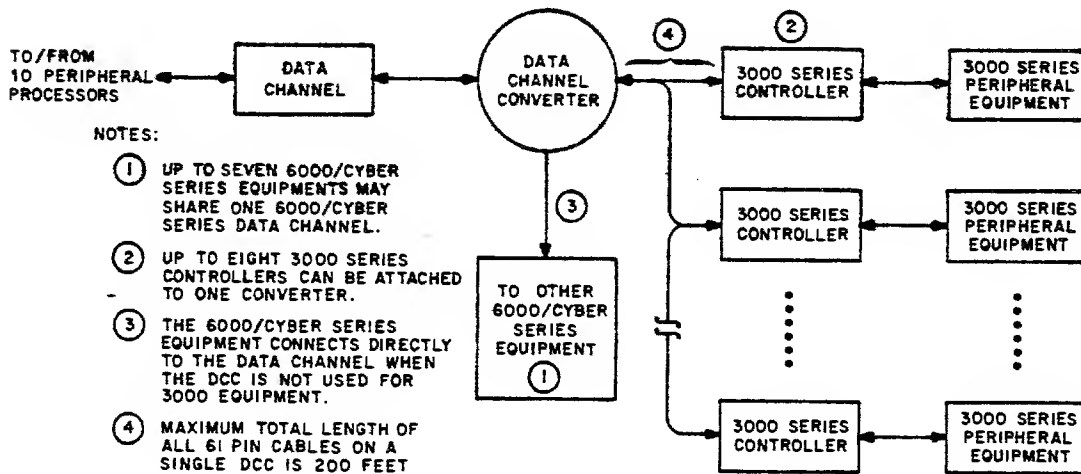 TO/FROM
10 PERIPHERAL
PROCESSORS
DATA
CHANNEL
DATA
CHANNEL
CONVERTER
4
2
3000 SERIES
CONTROLLER
3000 SERIES
PERIPHERAL
EQUIPMENT
NOTES:
1 UP TO SEVEN 6000/CYBER
SERIES EQUIPMENTS MAY
SHARE ONE 6000/CYBER
SERIES DATA CHANNEL.
2 UP TO EIGHT 3000 SERIES
CONTROLLERS CAN BE ATTACHED
TO ONE CONVERTER.
3 THE 6000/CYBER SERIES
EQUIPMENT CONNECTS DIRECTLY
TO THE DATA CHANNEL WHEN
THE DCC IS NOT USED FOR
3000 EQUIPMENT.
4 MAXIMUM TOTAL LENGTH OF
ALL 61 PIN CABLES ON A
SINGLE DCC IS 200 FEET
3
TO OTHER
6000/CYBER
SERIES
EQUIPMENT
1
3000 SERIES
CONTROLLER
3000 SERIES
PERIPHERAL
EQUIPMENT
3000 SERIES
CONTROLLER
3000 SERIES
PERIPHERAL
EQUIPMENT